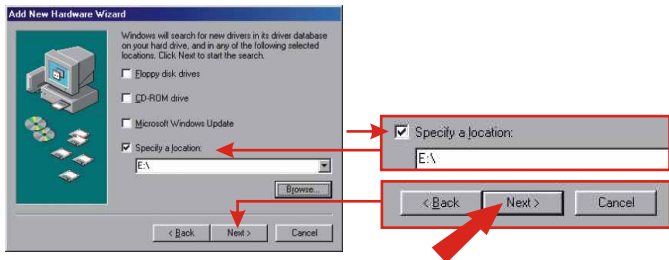 Add New Hardware Wizard
Windows will search for new drivers in its driver database
on your hard drive, and in any of the following selected
locations. Click Next to start the search.
Floppy disk drives
CD-ROM drive
Microsoft Windows Update
Specify a location:
E:\
Browse...
< Back Next > Cancel
Specify a location:
E:\
< Back Next > Cancel